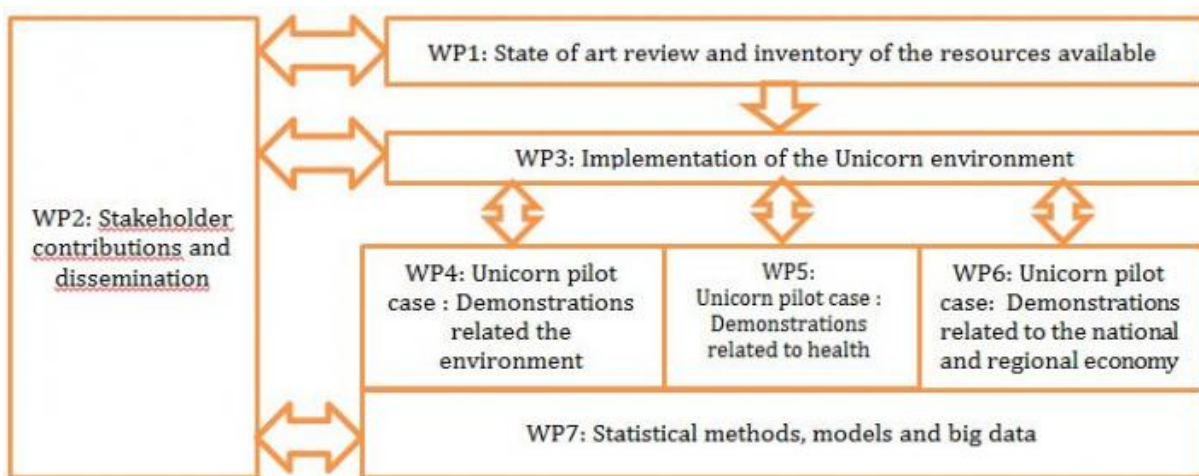 WP1: State of art review and inventory of the resources available
WP3: Implementation of the Unicorn environment
WP2: Stakeholder
contributions and
dissemination
WP4: Unicorn pilot
case : Demonstrations
related the
environment
WP5:
Unicorn pilot case :
Demonstrations
related to health
WP6: Unicorn pilot
case: Demonstrations
related to the national
and regional economy
WP7: Statistical methods, models and big data